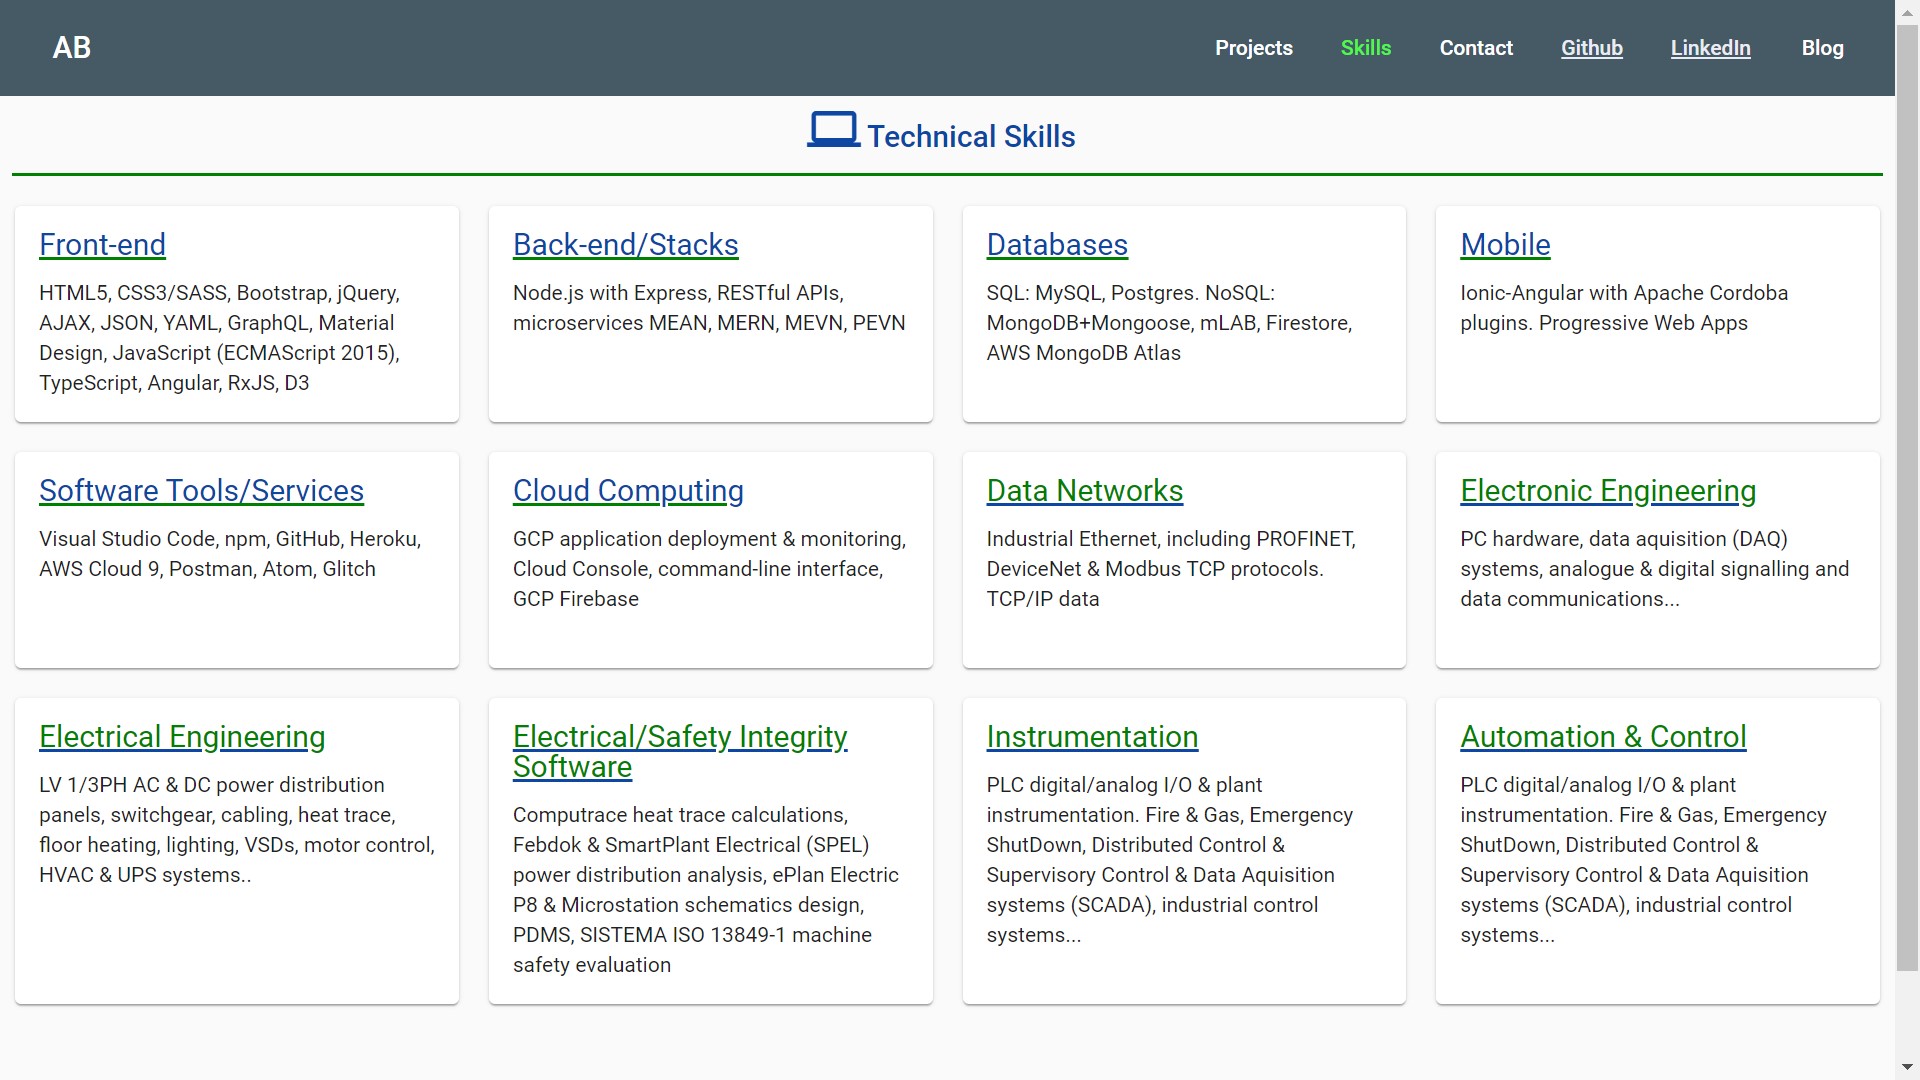 AB
Projects
Skills
Contact
Github
LinkedIn
Blog
Technical Skills
Front-end
HTML5, CSS3/SASS, Bootstrap, jQuery,
AJAX, JSON, YAML, GraphQL, Material
Design, JavaScript (ECMAScript 2015),
TypeScript, Angular, RxJS, D3
Back-end/Stacks
Node.js with Express, RESTful APIs,
microservices MEAN, MERN, MEVN, PEVN
Databases
SQL: MySQL, Postgres. NoSQL:
MongoDB+Mongoose, mLAB, Firestore,
AWS MongoDB Atlas
Mobile
Ionic-Angular with Apache Cordoba
plugins. Progressive Web Apps
Software Tools/Services
Visual Studio Code, npm, GitHub, Heroku,
AWS Cloud 9, Postman, Atom, Glitch
Cloud Computing
GCP application deployment & monitoring,
Cloud Console, command-line interface,
GCP Firebase
Data Networks
Industrial Ethernet, including PROFINET,
DeviceNet & Modbus TCP protocols.
TCP/IP data
Electronic Engineering
PC hardware, data aquisition (DAQ)
systems, analogue & digital signalling and
data communications...
Electrical Engineering
LV 1/3PH AC & DC power distribution
panels, switchgear, cabling, heat trace,
floor heating, lighting, VSDs, motor control,
HVAC & UPS systems..
Electrical/Safety Integrity
Software
Computrace heat trace calculations,
Febdok & SmartPlant Electrical (SPEL)
power distribution analysis, ePlan Electric
P8 & Microstation schematics design,
PDMS, SISTEMA ISO 13849-1 machine
safety evaluation
Instrumentation
PLC digital/analog I/O & plant
instrumentation. Fire & Gas, Emergency
ShutDown, Distributed Control &
Supervisory Control & Data Aquisition
systems (SCADA), industrial control
systems...
Automation & Control
PLC digital/analog I/O & plant
instrumentation. Fire & Gas, Emergency
ShutDown, Distributed Control &
Supervisory Control & Data Aquisition
systems (SCADA), industrial control
systems...